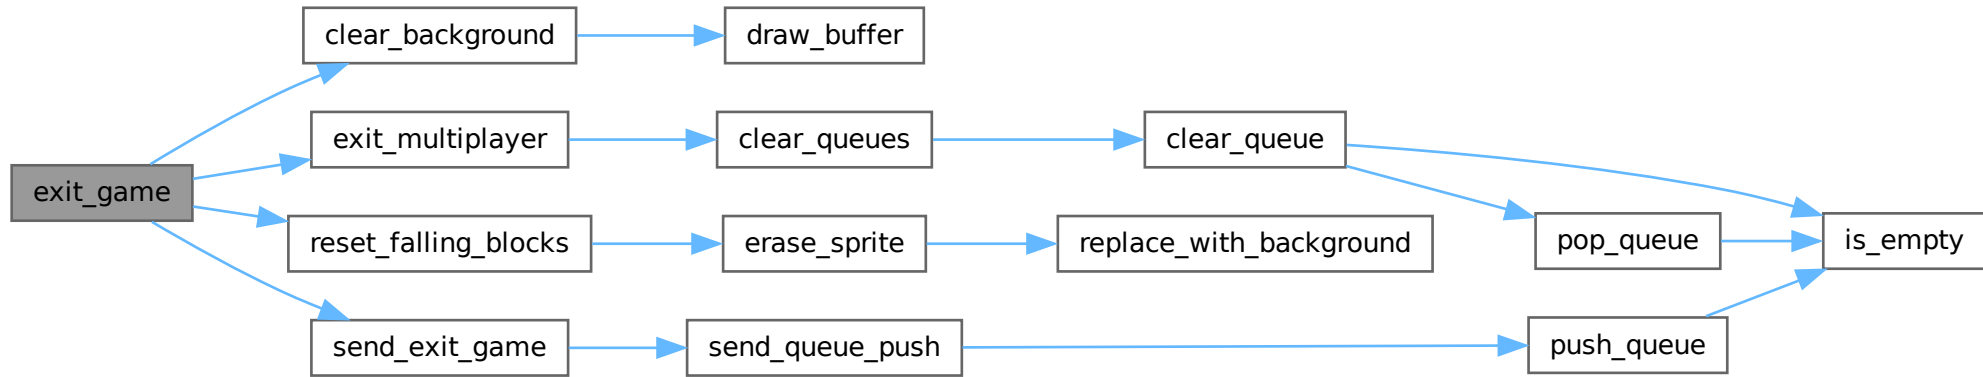 clear_background
draw_buffer
exit_multiplayer
clear_queues
clear_queue
exit_game
reset_falling_blocks
erase_sprite
replace_with_background
pop_queue
is_empty
send_exit_game
send_queue_push
push_queue